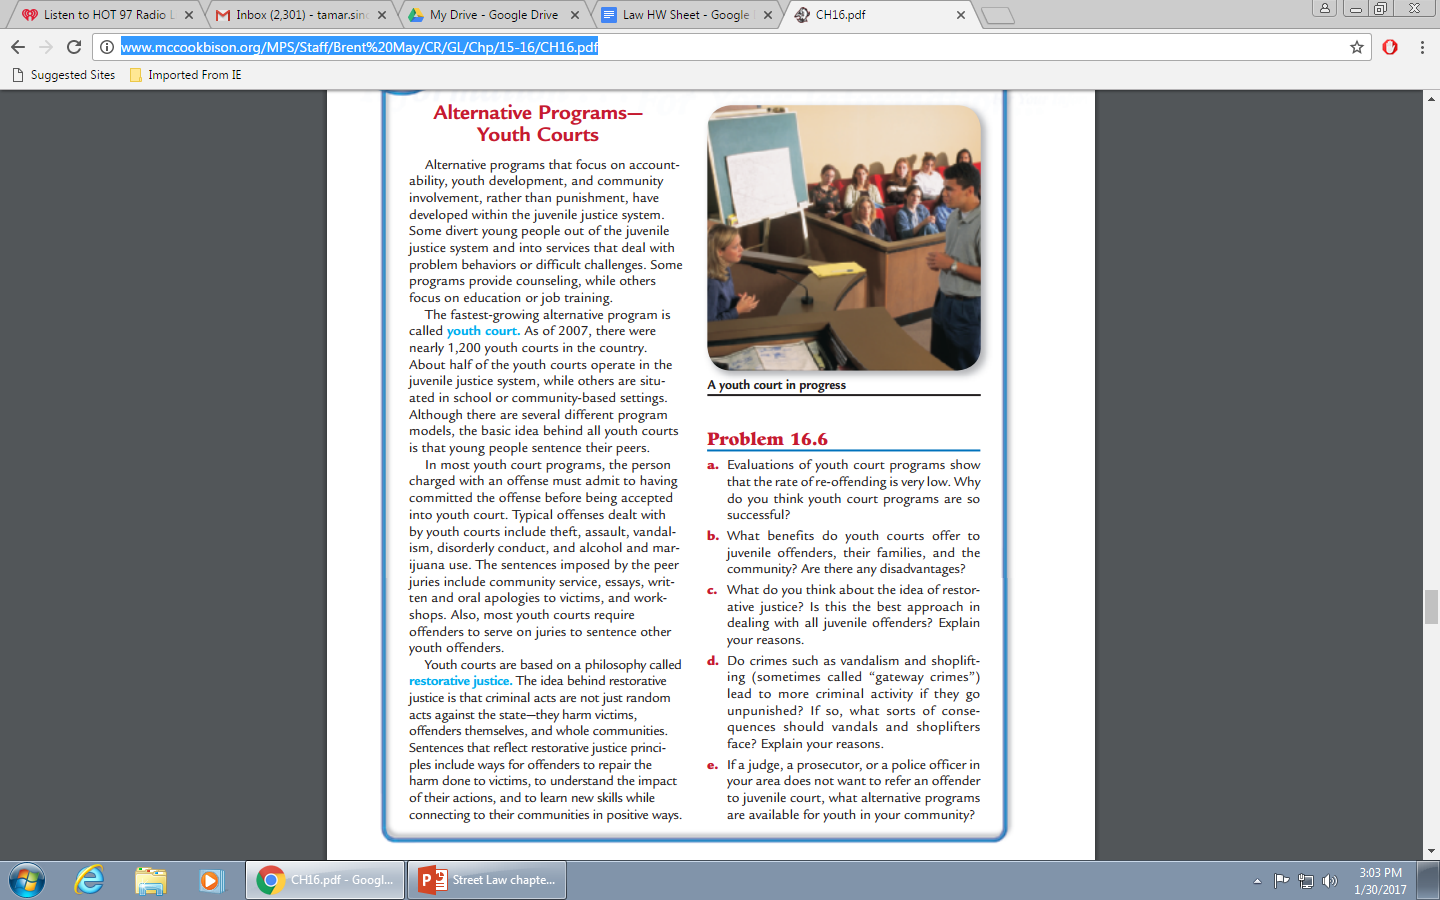 Listen to HOT 97 Radio L
Inbox (2,301) - tamar.sin
My Drive - Google Drive
Law HW Sheet - Google
CH16.pdf
www.mccookbison.org/MPS/Staff/Brent%20May/CR/GL/Chp/15-16/CH16.pdf
Suggested Sites
Imported From IE
Alternative Programs—
Youth Courts
Alternative programs that focus on account-
ability, youth development, and community
involvement, rather than punishment, have
developed within the juvenile justice system.
Some divert young people out of the juvenile
justice system and into services that deal with
problem behaviors or difficult challenges. Some
programs provide counseling, while others
focus on education or job training.
The fastest-growing alternative program is
called youth court. As of 2007, there were
nearly 1,200 youth courts in the country.
About half of the youth courts operate in the
juvenile justice system, while others are situ-
ated in school or community-based settings.
Although there are several different program
models, the basic idea behind all youth courts
is that young people sentence their peers.
In most youth court programs, the person
charged with an offense must admit to having
committed the offense before being accepted
into youth court. Typical offenses dealt with
by youth courts include theft, assault, vandal-
ism, disorderly conduct, and alcohol and mar-
ijuana use. The sentences imposed by the peer
juries include community service, essays, writ-
ten and oral apologies to victims, and work-
shops. Also, most youth courts require
offenders to serve on juries to sentence other
youth offenders.
Youth courts are based on a philosophy called
restorative justice. The idea behind restorative
justice is that criminal acts are not just random
acts against the state—they harm victims,
offenders themselves, and whole communities.
Sentences that reflect restorative justice princi-
ples include ways for offenders to repair the
harm done to victims, to understand the impact
of their actions, and to learn new skills while
connecting to their communities in positive ways.
A youth court in progress
Problem 16.6
a. Evaluations of youth court programs show
that the rate of re-offending is very low. Why
do you think youth court programs are so
successful?
b. What benefits do youth courts offer to
juvenile offenders, their families, and the
community? Are there any disadvantages?
c. What do you think about the idea of restor-
ative justice? Is this the best approach in
dealing with all juvenile offenders? Explain
your reasons.
d. Do crimes such as vandalism and shoplift-
ing (sometimes called “gateway crimes”)
lead to more criminal activity if they go
unpunished? If so, what sorts of conse-
quences should vandals and shoplifters
face? Explain your reasons.
e. If a judge, a prosecutor, or a police officer in
your area does not want to refer an offender
to juvenile court, what alternative programs
are available for youth in your community?
CH16.pdf - Googl...
Street Law chapte...
3:03 PM
1/30/2017